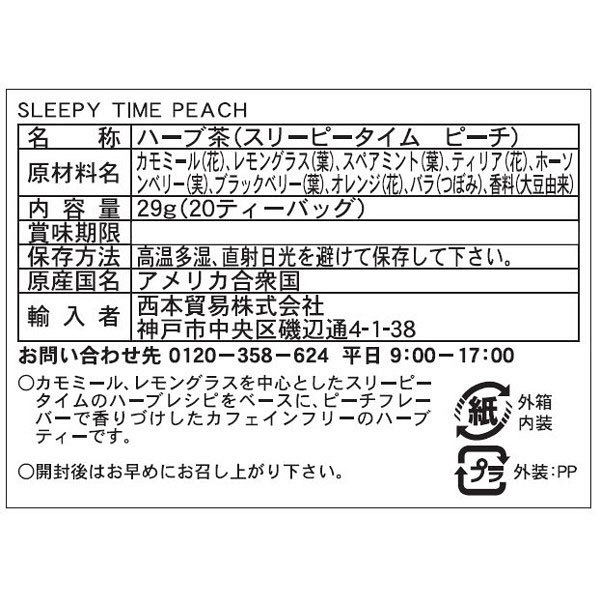 SLEEPY TIME PEACH
名称 ハーブ茶(スリーピータイム ピーチ)
原材料名 カモミール(花)、レモングラス(葉)、スペアミント(葉)、ティリア(花)、ホーソ
ンベリー(実)、ブラックベリー(葉)、オレンジ(花)、バラ(つぼみ)、香料(大豆由来)
内容量 29g(20ティーバッグ)
賞味期限
保存方法 高温多湿、直射日光を避けて保存して下さい。
原産国名 アメリカ合衆国
輸入者 西本貿易株式会社
神戸市中央区磯辺通4-1-38
お問い合わせ先 0120-358-624 平日 9:00-17:00
○カモミール、レモングラスを中心としたスリーピー
タイムのハーブレシピをベースに、ピーチフレー
バーで香りづけしたカフェインフリーのハーブ
ティーです。
○開封後はお早めにお召し上がり下さい。
紙 外箱
内装
プラ 外装:PP